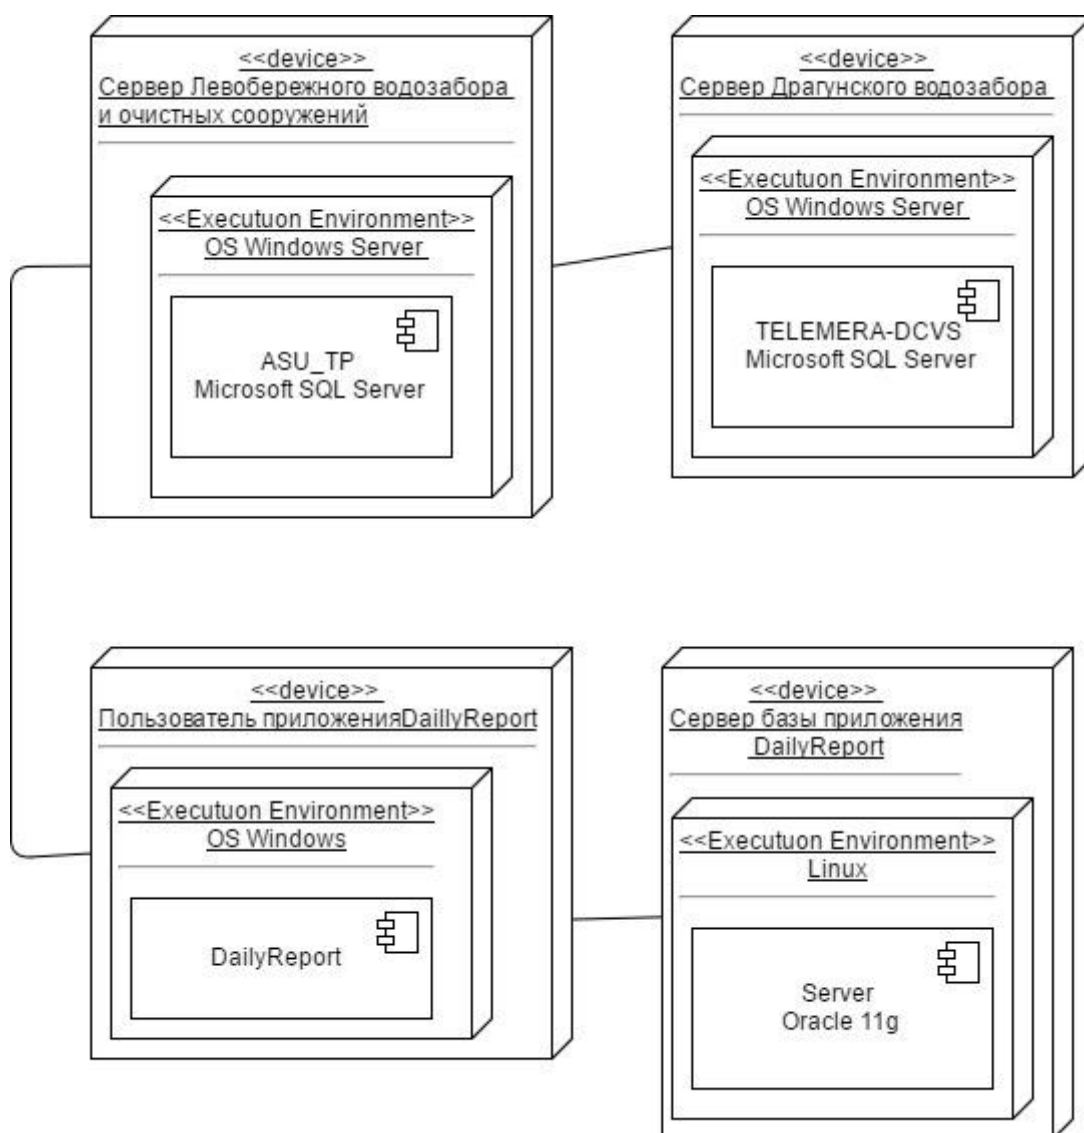 <<device>>
Сервер Левобережного водозабора
и очистных сооружений
<<Executuon Environment>>
OS Windows Server
ASU_TP
Microsoft SQL Server
<<device>>
Сервер Драгунского водозабора
<<Executuon Environment>>
OS Windows Server
TELEMERA-DCVS
Microsoft SQL Server
<<device>>
Пользователь приложенияDaillyReport
<<Executuon Environment>>
OS Windows
DailyReport
<<device>>
Сервер базы приложения
DailyReport
<<Executuon Environment>>
Linux
Server
Oracle 11g